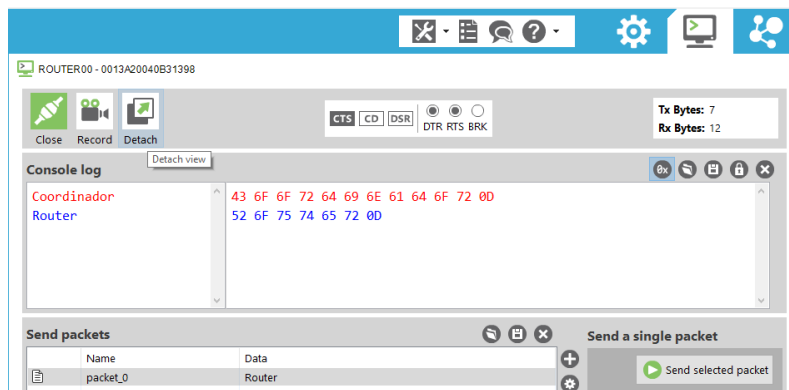 ROUTER00 - 0013A20040B31398
Close Record Detach
CTS CD DSR DTR RTS BRK
Tx Bytes: 7
Rx Bytes: 12
Detach view
Console log
0x
Coordinador 43 6F 6F 72 64 69 6E 61 64 6F 72 0D
Router 52 6F 75 74 65 72 0D
Send packets Send a single packet
Name Data
packet_0 Router
Send selected packet